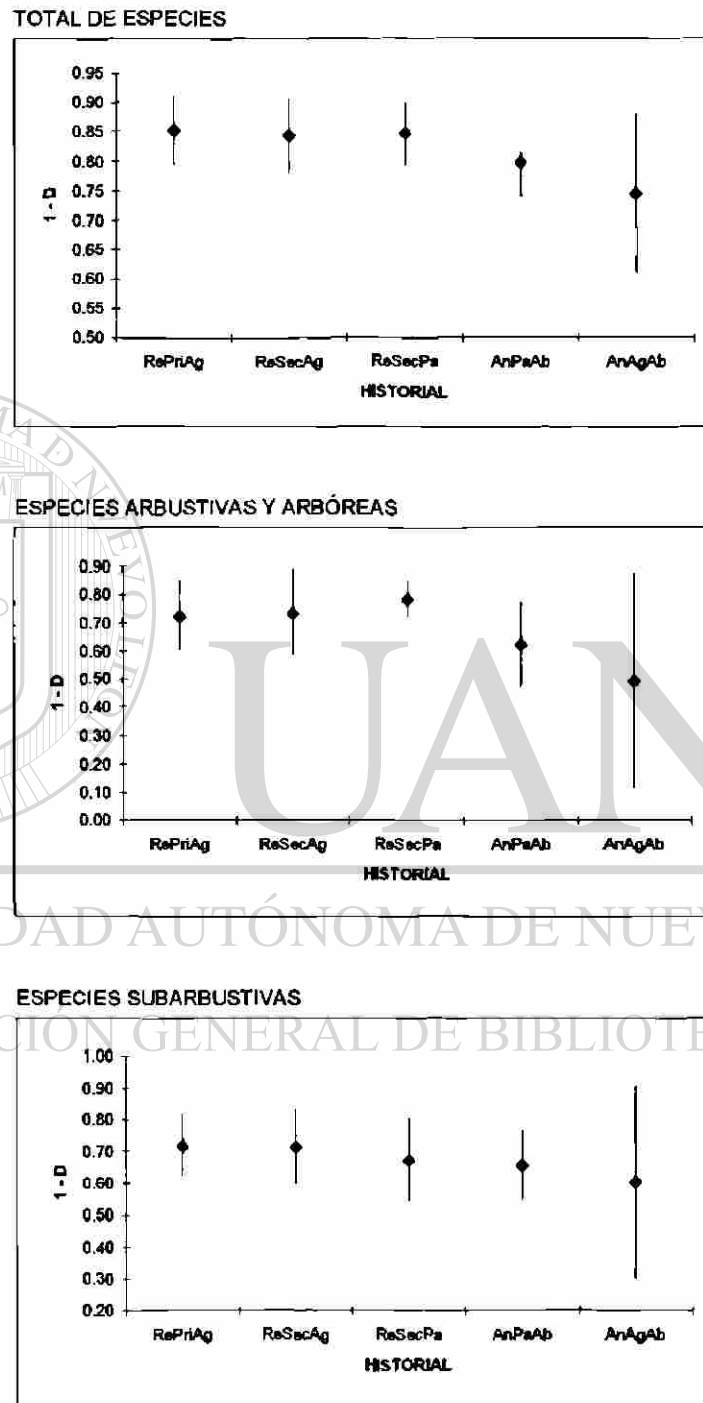 TOTAL DE ESPECIES
0.95
0.90
0.85
0.80
0.75
0.70
0.65
0.60
0.55
0.50
1 - D
RePriAg ReSecAg ReSecPa AnPaAb AnAgAb
HISTORIAL
ESPECIES ARBUSTIVAS Y ARBÓREAS
0.90
0.80
0.70
0.60
0.50
0.40
0.30
0.20
0.10
0.00
1 - D
RePriAg ReSecAg ReSecPa AnPaAb AnAgAb
HISTORIAL
UAN
DAD AUTÓNOMA DE NUE
ESPECIES SUBARBUSTIVAS
CIÓN GENERAL DE BIBLIOTE
1.00
0.90
0.80
0.70
0.60
0.50
0.40
0.30
0.20
1 - D
RePriAg ReSecAg ReSecPa AnPaAb AnAgAb
HISTORIAL